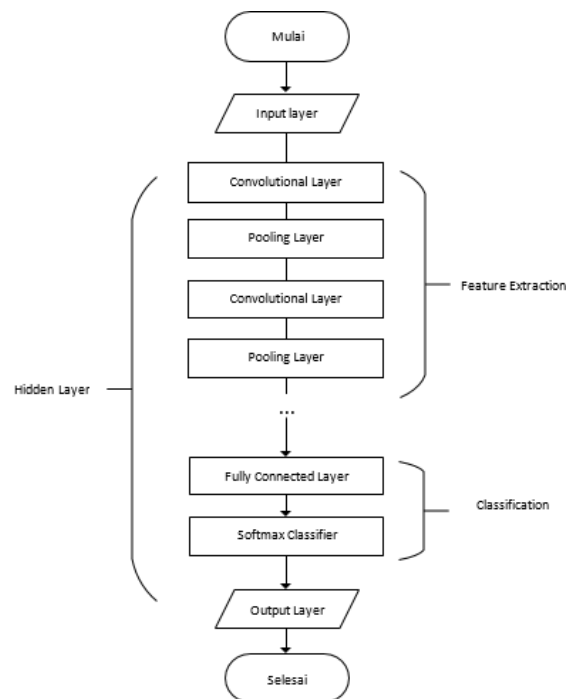 Mulai
Input layer
Convolutional Layer
Pooling Layer
Feature Extraction
Convolutional Layer
Pooling Layer
Hidden Layer
...
Fully Connected Layer
Classification
Softmax Classifier
Output Layer
Selesai